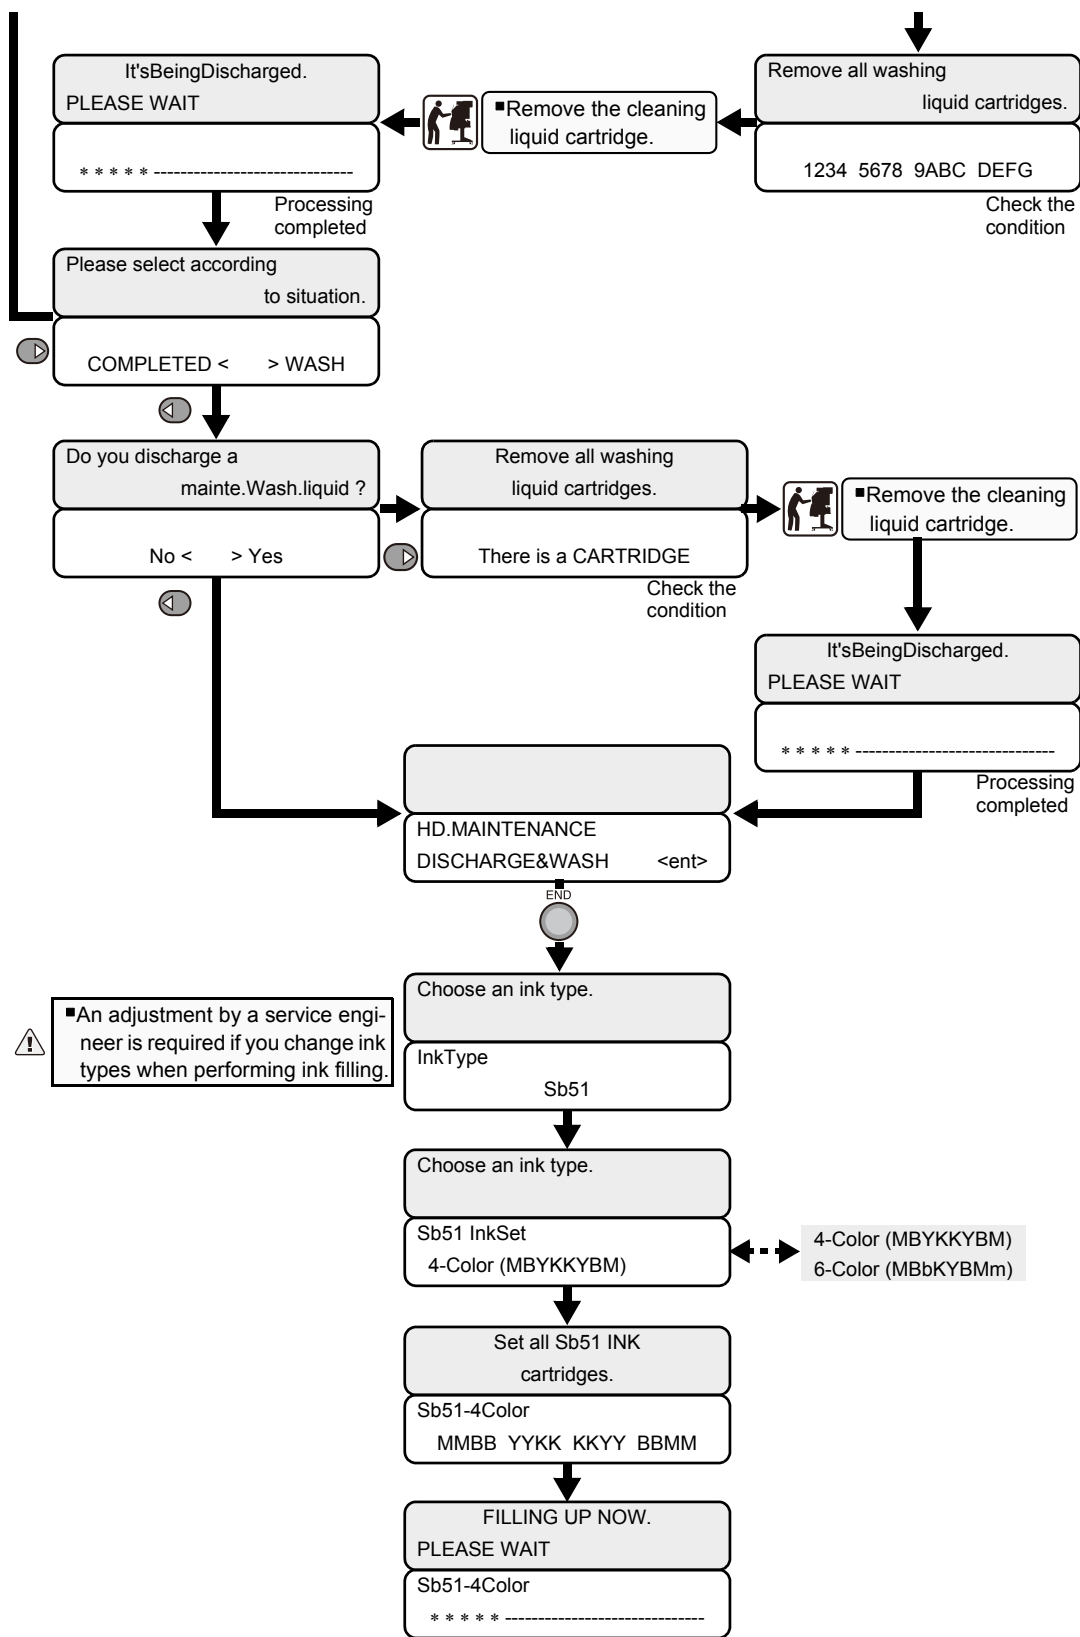 Remove all washing
liquid cartridges.
1234 5678 9ABC DEFG
Check the
condition
■Remove the cleaning
liquid cartridge.
It'sBeingDischarged.
PLEASE WAIT
* * * * * ------------------------------
Processing
completed
Please select according
to situation.
COMPLETED < > WASH
Do you discharge a
mainte.Wash.liquid ?
No < > Yes
Remove all washing
liquid cartridges.
There is a CARTRIDGE
Check the
condition
■Remove the cleaning
liquid cartridge.
It'sBeingDischarged.
PLEASE WAIT
* * * * * ------------------------------
Processing
completed
HD.MAINTENANCE
DISCHARGE&WASH <ent>
END
■An adjustment by a service engi-
neer is required if you change ink
types when performing ink filling.
Choose an ink type.
InkType
Sb51
Choose an ink type.
Sb51 InkSet
4-Color (MBYKKYBM)
4-Color (MBYKKYBM)
6-Color (MBbKYBMm)
Set all Sb51 INK
cartridges.
Sb51-4Color
MMBB YYKK KKYY BBMM
FILLING UP NOW.
PLEASE WAIT
Sb51-4Color
* * * * * ------------------------------